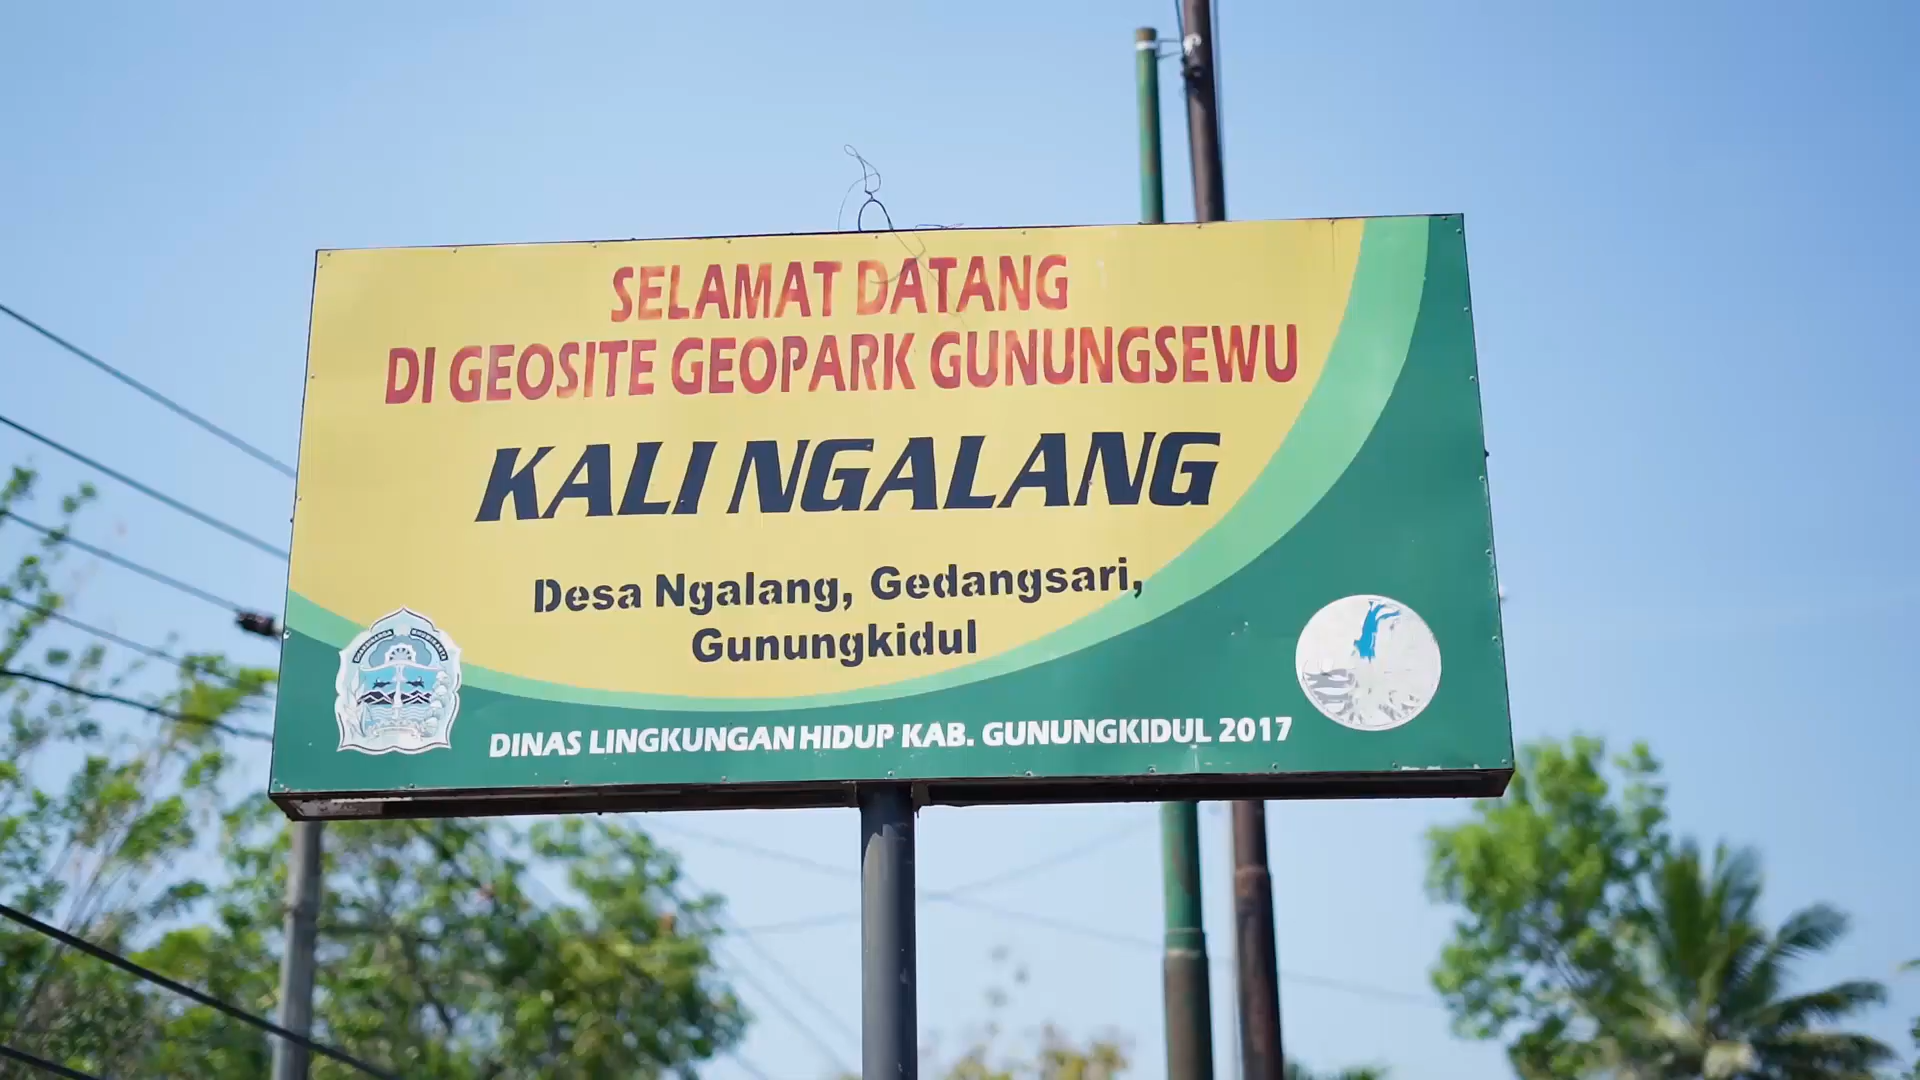 SELAMAT DATANG
DI GEOSITE GEOPARK GUNUNGSEWU
KALI NGALANG
Desa Ngalang, Gedangsari,
Gunungkidul
DINAS LINGKUNGAN HIDUP KAB. GUNUNGKIDUL 2017